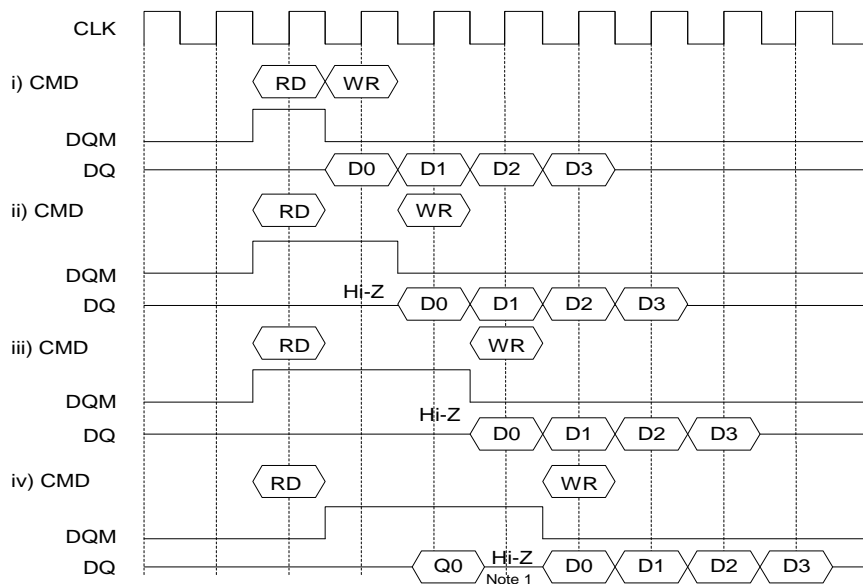 CLK
i) CMD RD WR
DQM
DQ D0 D1 D2 D3
ii) CMD RD WR
DQM
Hi-Z
DQ D0 D1 D2 D3
iii) CMD RD WR
DQM
Hi-Z
DQ D0 D1 D2 D3
iv) CMD RD WR
DQM
DQ Q0 Hi-Z D0 D1 D2 D3
Note 1